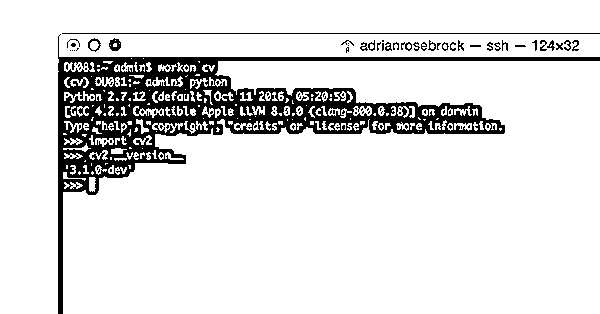 adrianrosebrock — ssh — 124×32
OU081:~ admin$ workon cv
(cv) OU081:~ admin$ python
Python 2.7.12 (default, Oct 11 2016, 05:20:59)
[GCC 4.2.1 Compatible Apple LLVM 8.0.0 (clang-800.0.38)] on darwin
Type "help", "copyright", "credits" or "license" for more information.
>>> import cv2
>>> cv2.__version__
'3.1.0-dev'
>>>